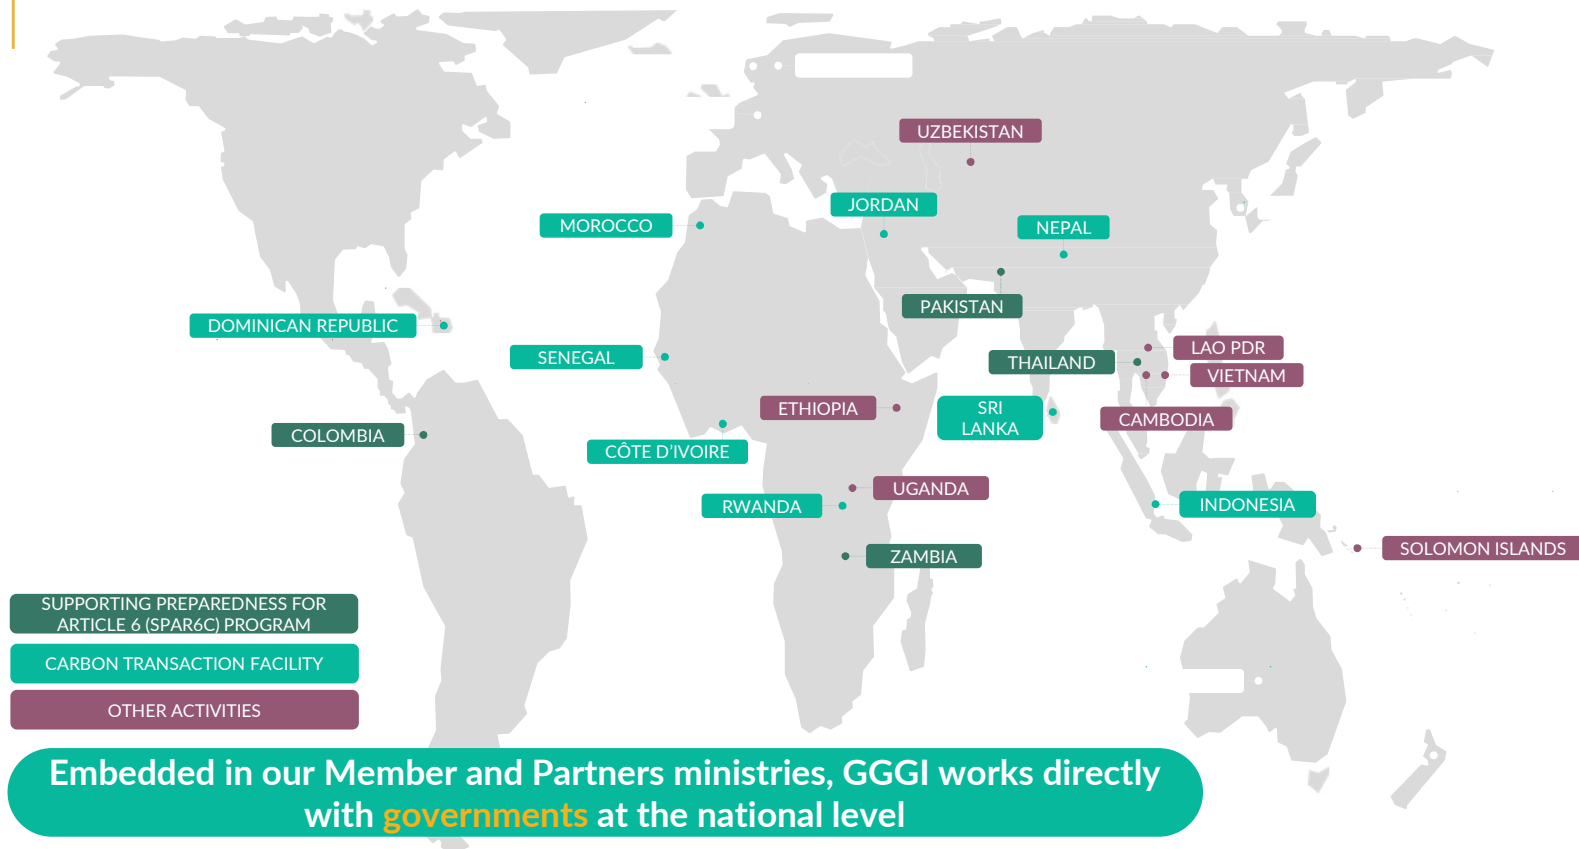 UZBEKISTAN
JORDAN
MOROCCO
NEPAL
PAKISTAN
DOMINICAN REPUBLIC
SENEGAL
LAO PDR
THAILAND
VIETNAM
ETHIOPIA
SRI
LANKA
CAMBODIA
COLOMBIA
CÔTE D'IVOIRE
UGANDA
RWANDA
INDONESIA
SOLOMON ISLANDS
ZAMBIA
SUPPORTING PREPAREDNESS FOR
ARTICLE 6 (SPAR6C) PROGRAM
CARBON TRANSACTION FACILITY
OTHER ACTIVITIES
Embedded in our Member and Partners ministries, GGGI works directly
with governments at the national level